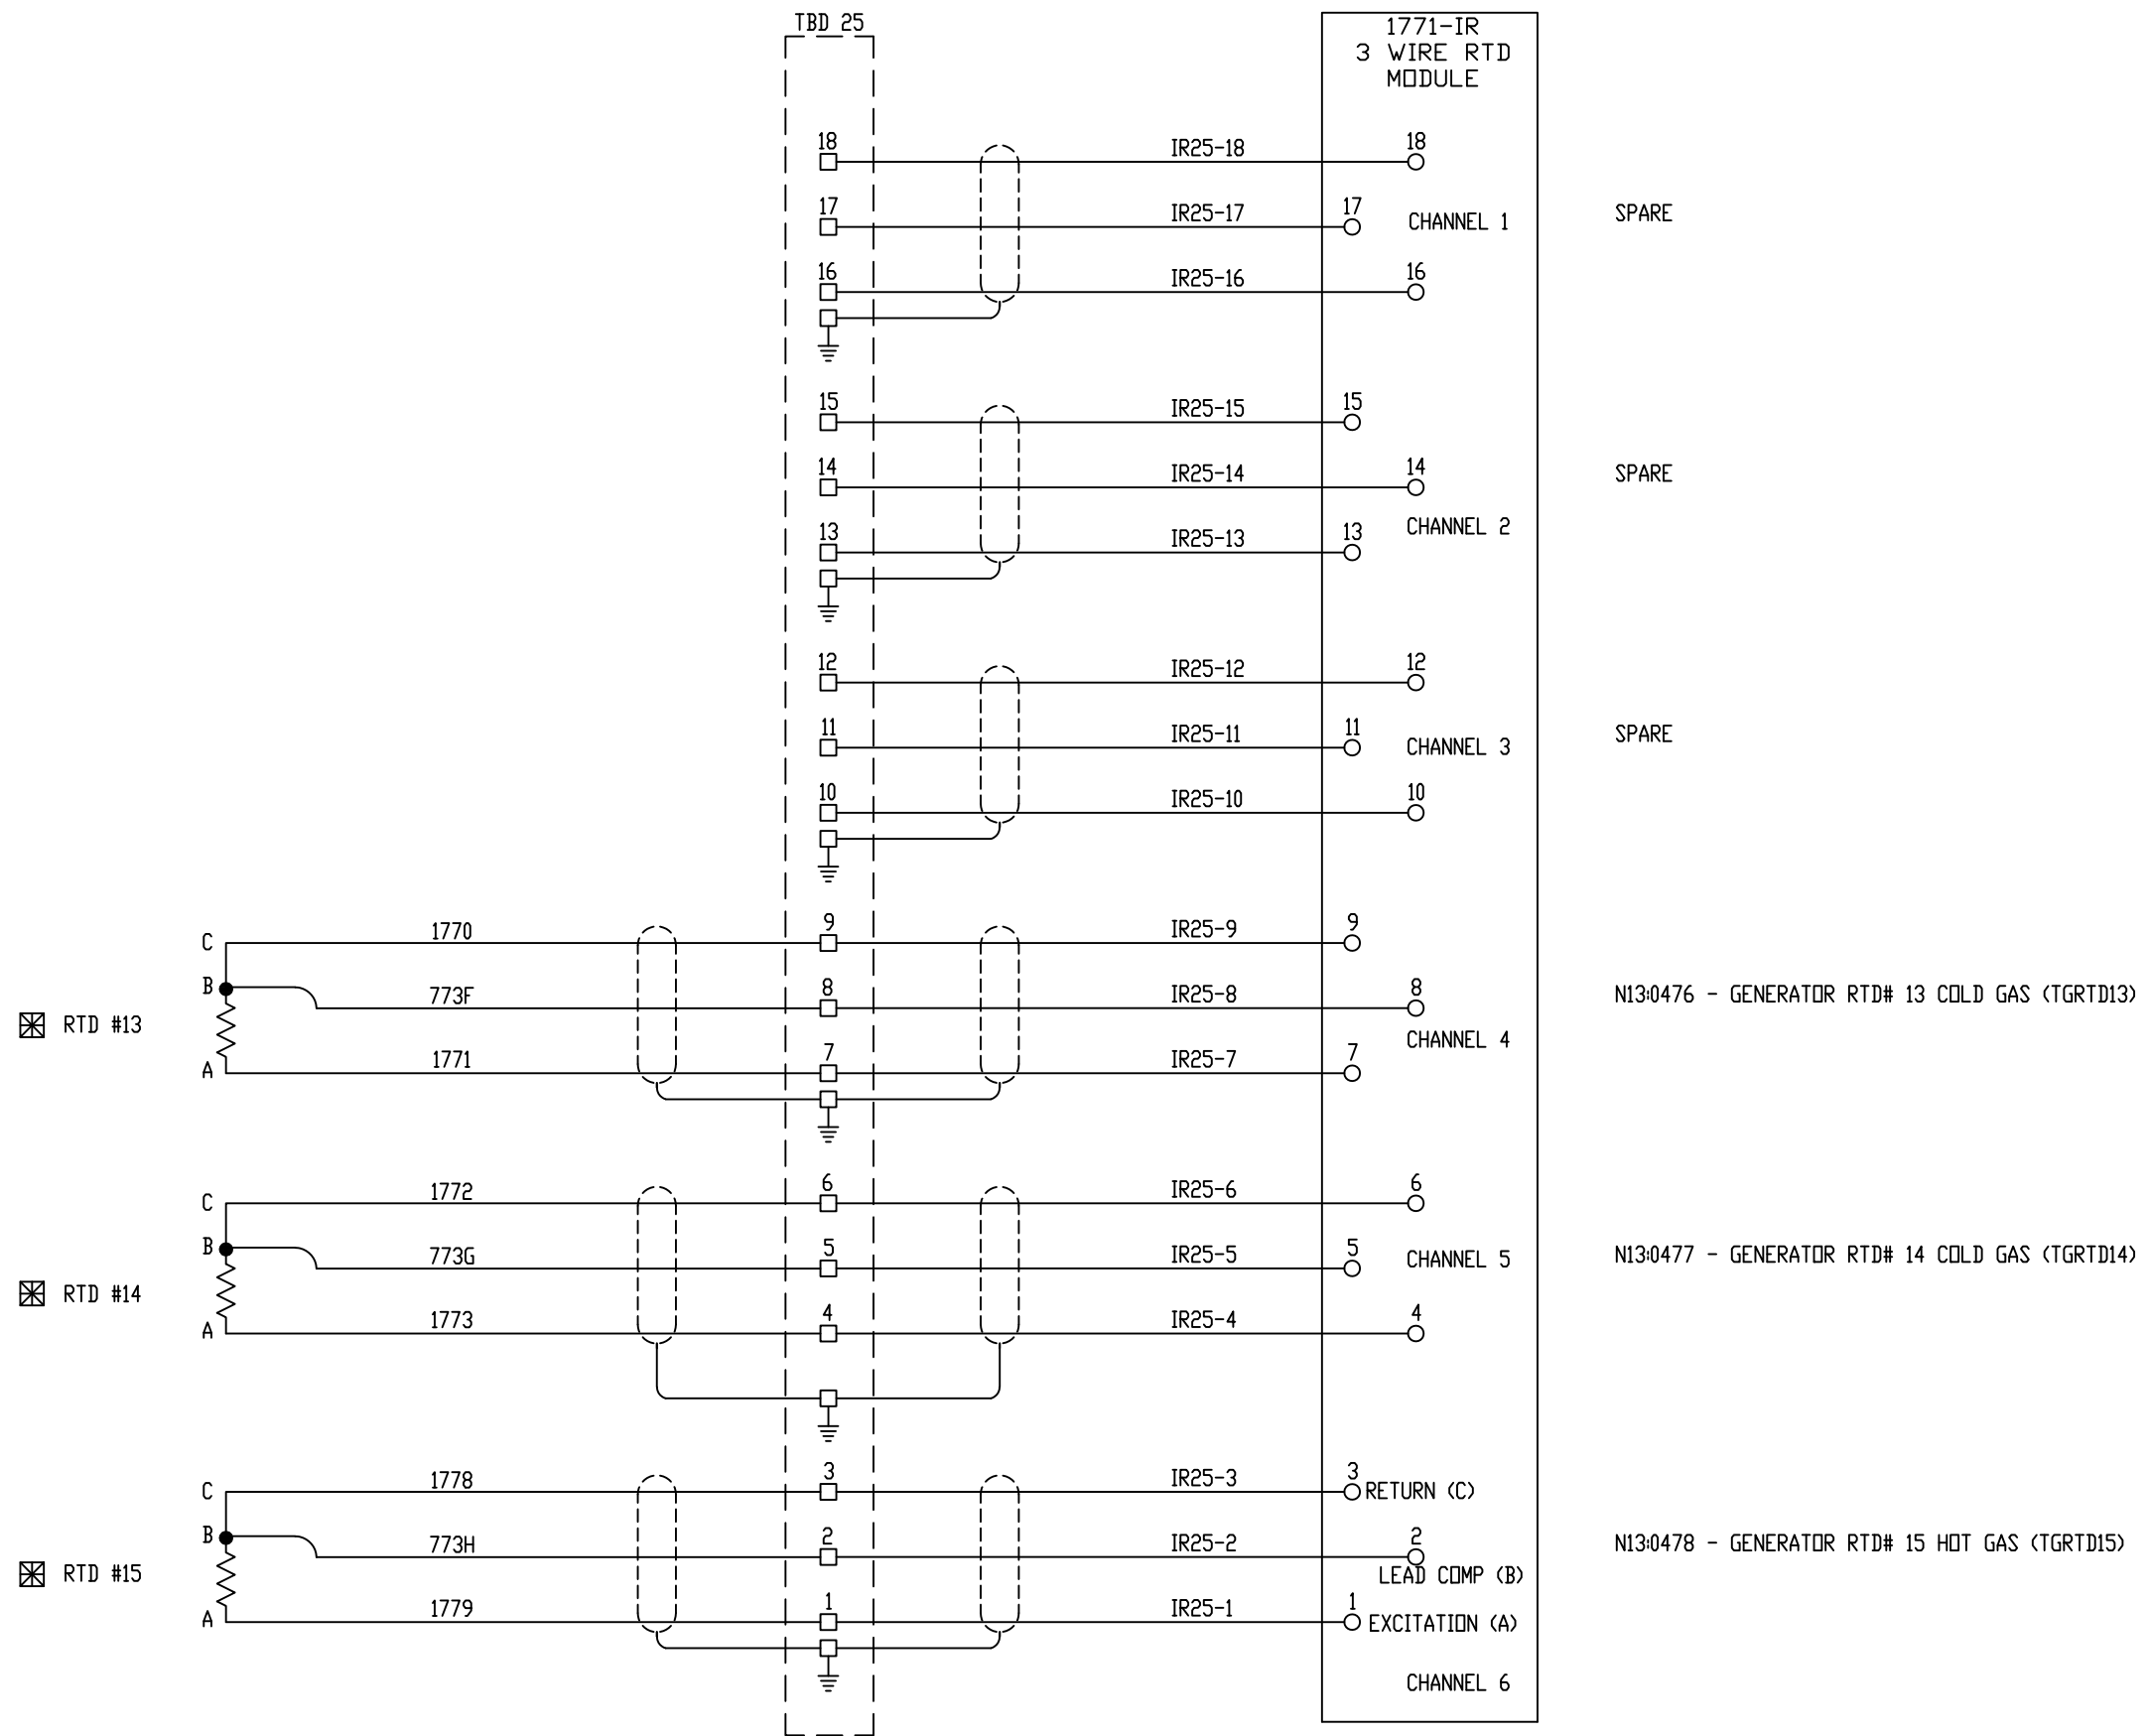 TBD 25
1771-IR
3 WIRE RTD
MODULE
18 IR25-18 18
17 IR25-17 17 CHANNEL 1 SPARE
16 IR25-16 16
15 IR25-15 15
14 IR25-14 14 SPARE
CHANNEL 2
13 IR25-13 13
12 IR25-12 12
11 IR25-11 11 CHANNEL 3 SPARE
10 IR25-10 10
C 1770 9 IR25-9 9
B 773F 8 IR25-8 8 N13:0476 - GENERATOR RTD# 13 COLD GAS (TGRTD13)
RTD #13 CHANNEL 4
A 1771 7 IR25-7 7
C 1772 6 IR25-6 6
B 773G 5 IR25-5 5 CHANNEL 5 N13:0477 - GENERATOR RTD# 14 COLD GAS (TGRTD14)
RTD #14
A 1773 4 IR25-4 4
C 1778 3 IR25-3 3 RETURN (C)
B 773H 2 IR25-2 2 N13:0478 - GENERATOR RTD# 15 HOT GAS (TGRTD15)
RTD #15 LEAD COMP (B)
A 1779 1 IR25-1 1 EXCITATION (A)
CHANNEL 6